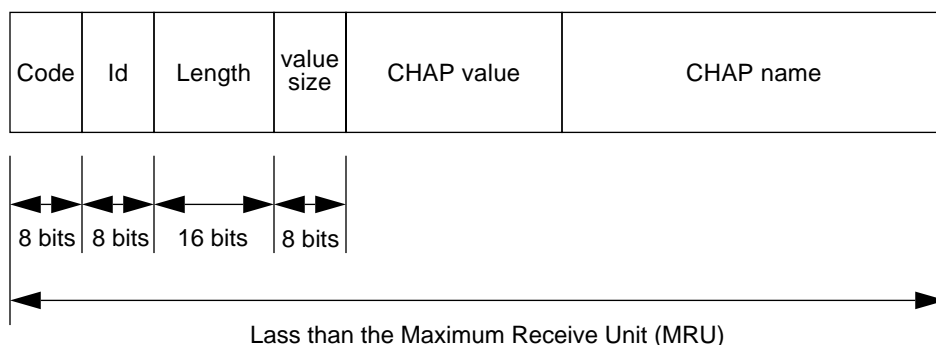 Code Id Length value size CHAP value CHAP name
8 bits 8 bits 16 bits 8 bits
Lass than the Maximum Receive Unit (MRU)